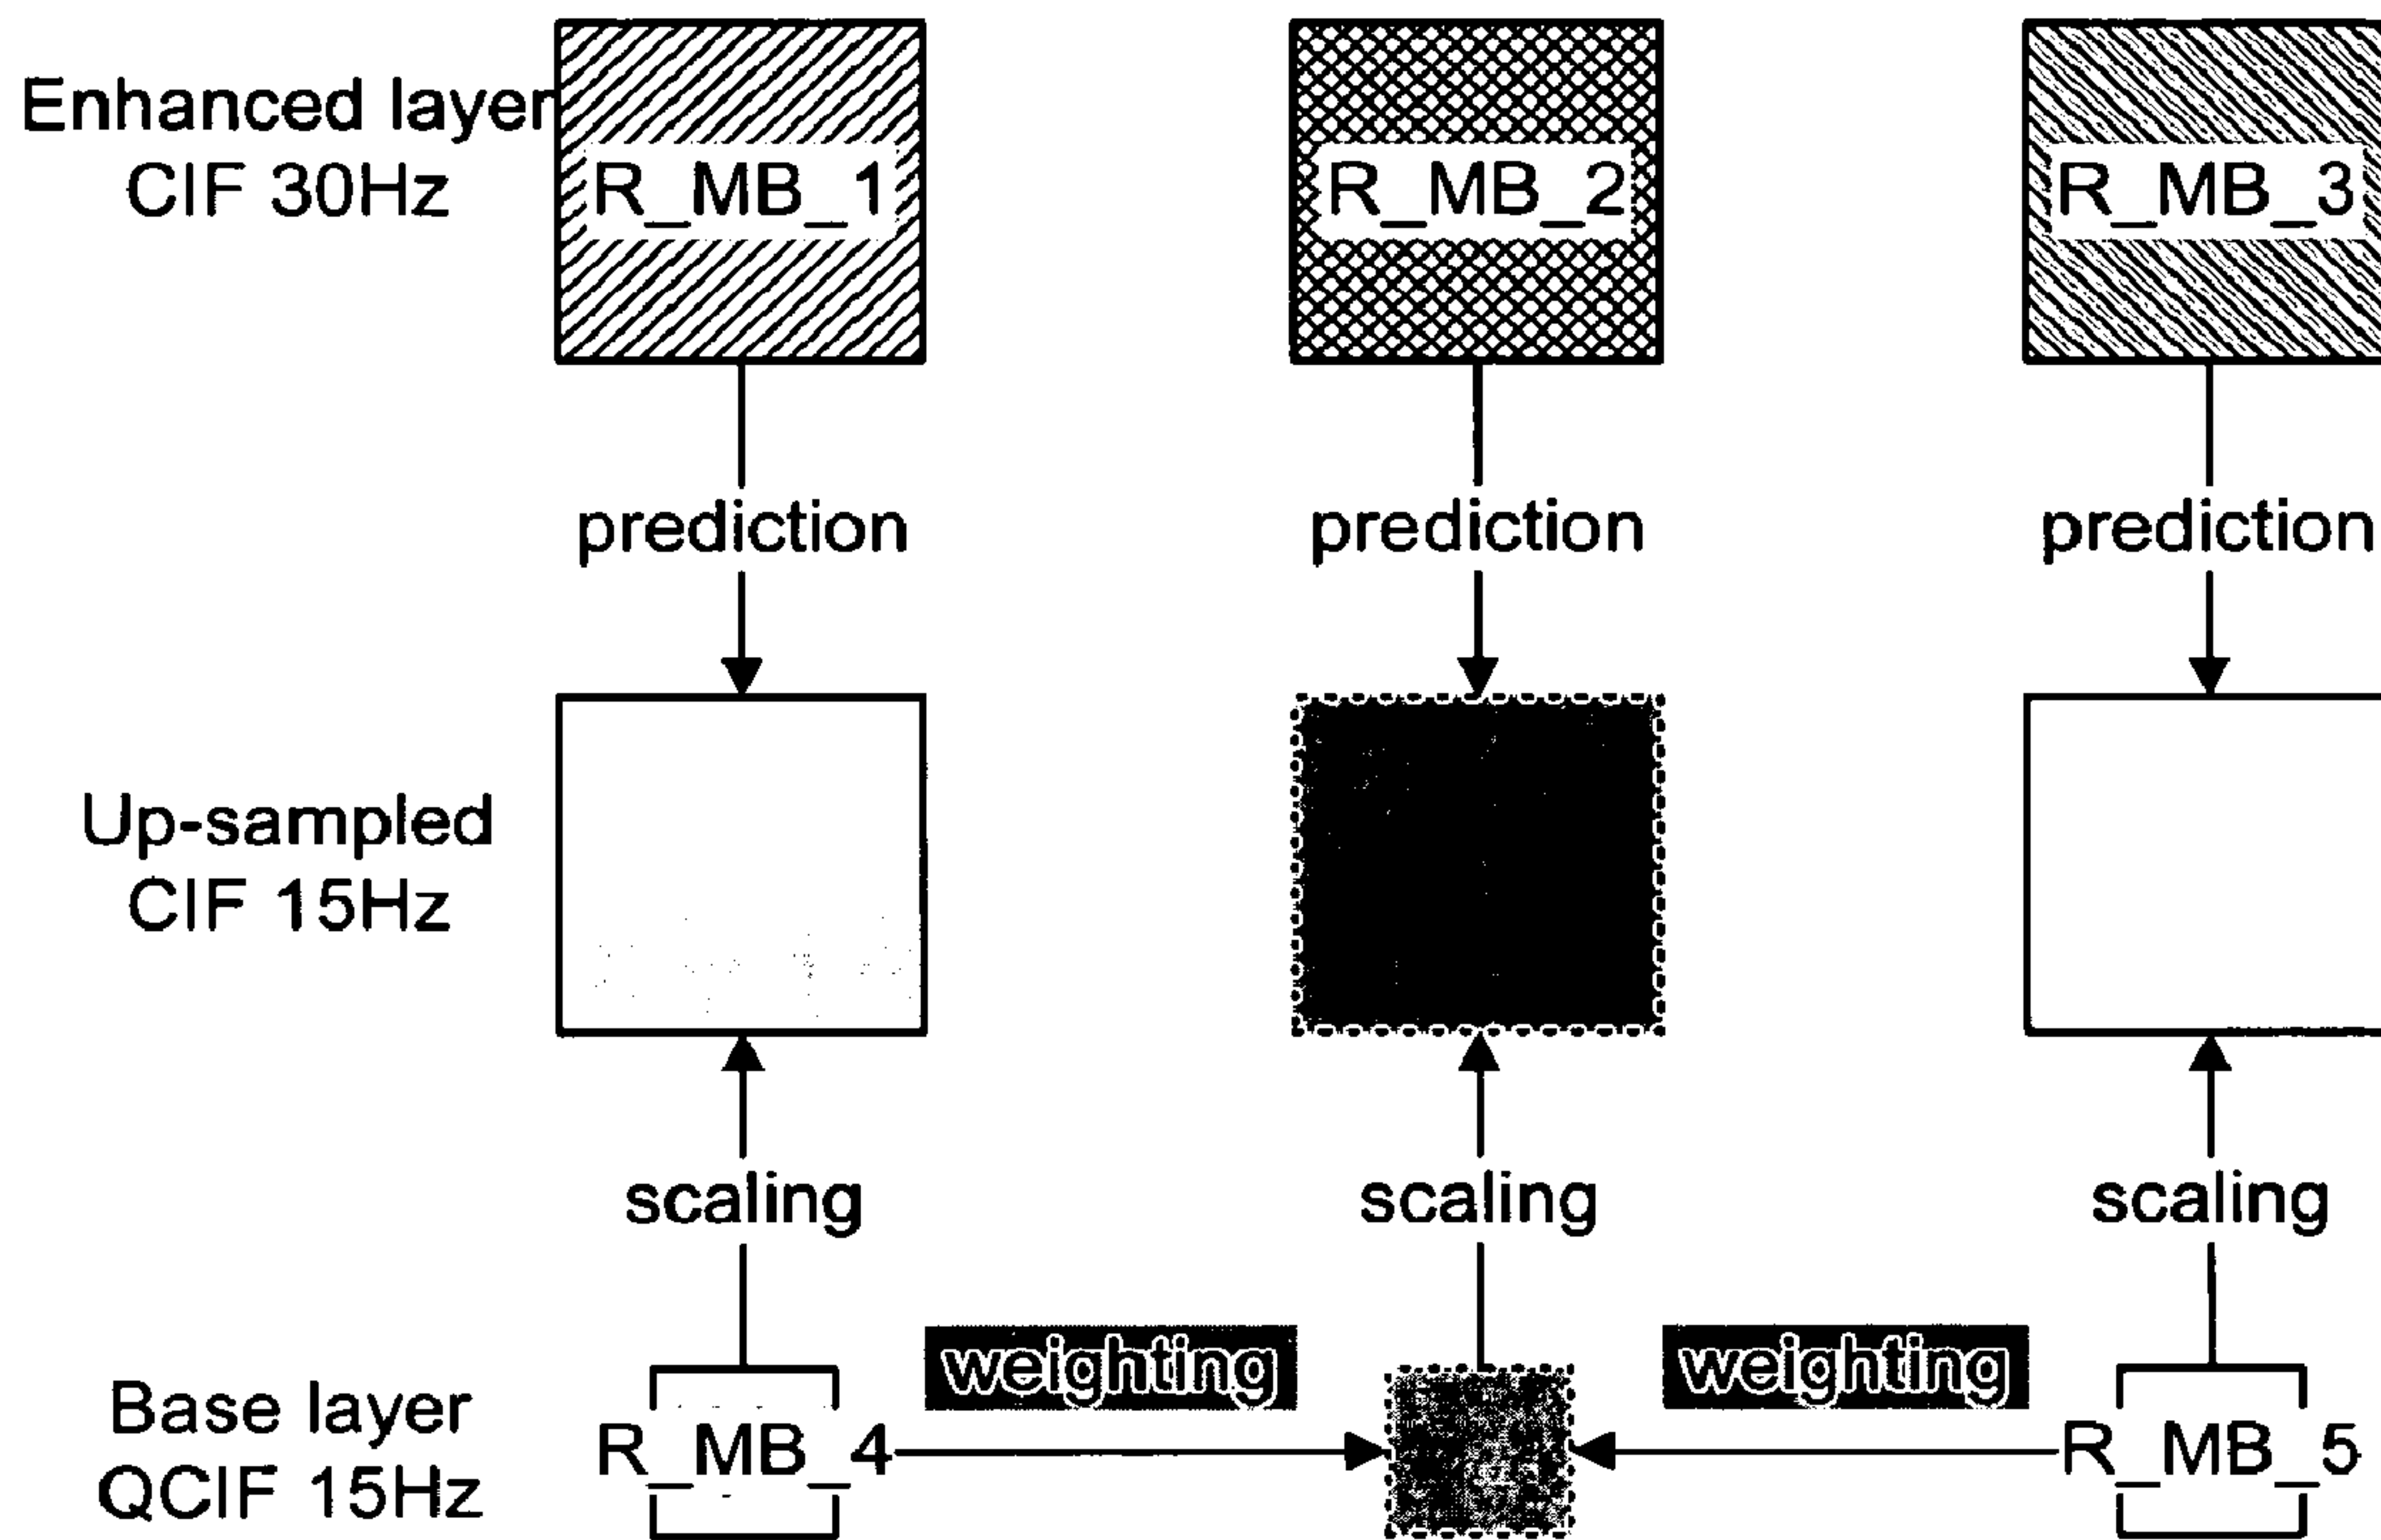 Enhanced layer
CIF 30Hz
R_MB_1
R_MB_2
R_MB_3
prediction
prediction
prediction
Up-sampled
CIF 15Hz
scaling
scaling
scaling
weighting
weighting
Base layer
QCIF 15Hz
R_MB_4
R_MB_5